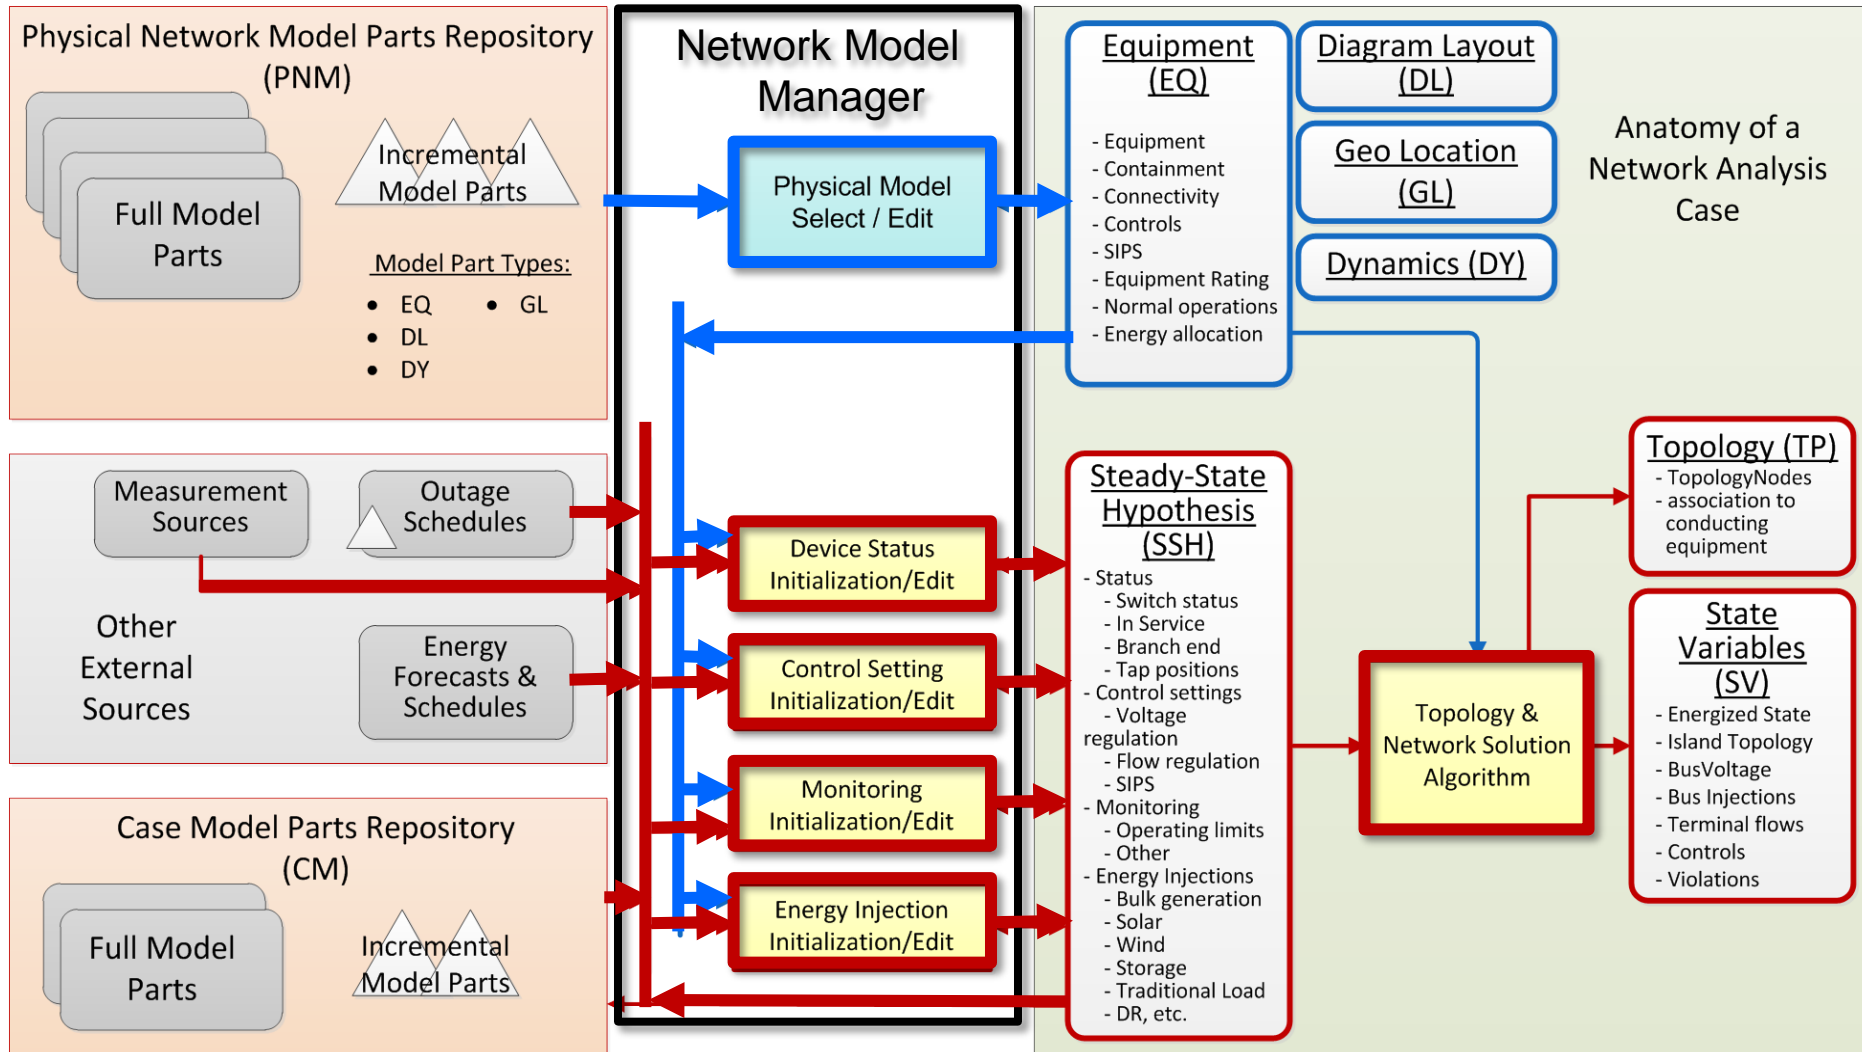 Physical Network Model Parts Repository
(PNM)
Full Model
Parts
Incremental
Model Parts
Model Part Types:
• EQ
• GL
• DL
• DY
Measurement
Sources
Outage
Schedules
Other
External
Sources
Energy
Forecasts &
Schedules
Case Model Parts Repository
(CM)
Full Model
Parts
Incremental
Model Parts
Network Model
Manager
Physical Model
Select / Edit
Device Status
Initialization/Edit
Control Setting
Initialization/Edit
Monitoring
Initialization/Edit
Energy Injection
Initialization/Edit
Equipment
(EQ)
- Equipment
- Containment
- Connectivity
- Controls
- SIPS
- Equipment Rating
- Normal operations
- Energy allocation
Diagram Layout
(DL)
Geo Location
(GL)
Dynamics (DY)
Anatomy of a
Network Analysis
Case
Steady-State
Hypothesis
(SSH)
- Status
- Switch status
- In Service
- Branch end
- Tap positions
- Control settings
- Voltage
regulation
- Flow regulation
- SIPS
- Monitoring
- Operating limits
- Other
- Energy Injections
- Bulk generation
- Solar
- Wind
- Storage
- Traditional Load
- DR, etc.
Topology &
Network Solution
Algorithm
Topology (TP)
- TopologyNodes
- association to
conducting
equipment
State
Variables
(SV)
- Energized State
- Island Topology
- BusVoltage
- Bus Injections
- Terminal flows
- Controls
- Violations